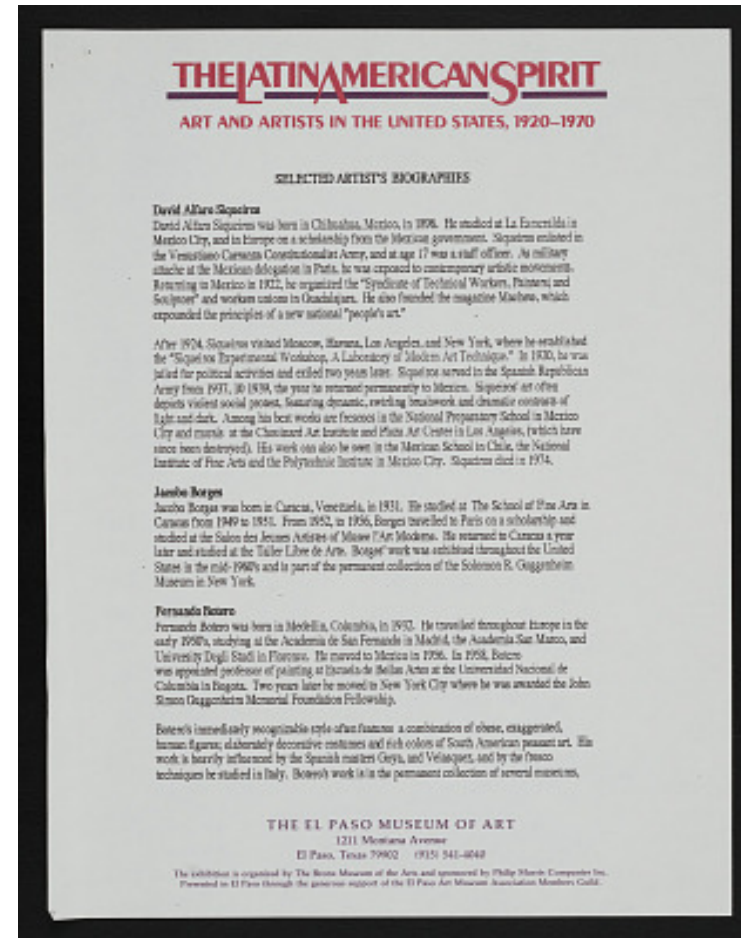 THE LATIN AMERICAN SPIRIT
ART AND ARTISTS IN THE UNITED STATES, 1920–1970
SELECTED ARTIST'S BIOGRAPHIES
David Alfaro Siqueiros
David Alfaro Siqueiros was born in Chihuahua, Mexico, in 1896. He studied at La Esmerilda in
Mexico City, and in Europe on a scholarship from the Mexican government. Siqueiros enlisted in
the Venustiano Carranza Constitutionalist Army, and at age 17 was a staff officer. As military
attache at the Mexican delegation in Paris, he was exposed to contemporary artistic movements.
Returning to Mexico in 1922, he organized the "Syndicate of Technical Workers, Painters and
Sculptors" and workers unions in Guadalajara. He also founded the magazine Machete, which
expounded the principles of a new national "people's art."
After 1924, Siqueiros visited Moscow, Havana, Los Angeles, and New York, where he established
the "Siqueiros Experimental Workshop, A Laboratory of Modern Art Technique." In 1930, he was
jailed for political activities and exiled two years later. Siqueiros served in the Spanish Republican
Army from 1937, to 1939, the year he returned permanently to Mexico. Siqueiros' art often
depicts violent social protest, featuring dynamic, swirling brushwork and dramatic contrasts of
light and dark. Among his best works are frescoes in the National Preparatory School in Mexico
City and murals at the Chouinard Art Institute and Plaza Art Center in Los Angeles, (which have
since been destroyed). His work can also be seen in the Mexican School in Chile, the National
Institute of Fine Arts and the Polytechnic Institute in Mexico City. Siqueiros died in 1974.
Jacobo Borges
Jacobo Borges was born in Caracas, Venezuela, in 1931. He studied at The School of Fine Arts in
Caracas from 1949 to 1951. From 1952, to 1956, Borges travelled to Paris on a scholarship and
studied at the Salon des Jeunes Artistes of Musee l'Art Moderne. He returned to Caracas a year
later and studied at the Taller Libre de Arte. Borges' work was exhibited throughout the United
States in the mid-1960's and is part of the permanent collection of the Solomon R. Guggenheim
Museum in New York.
Fernando Botero
Fernando Botero was born in Medellin, Columbia, in 1932. He travelled throughout Europe in the
early 1950's, studying at the Academia de San Fernando in Madrid, the Academia San Marco, and
University Degli Studi in Florence. He moved to Mexico in 1956. In 1958, Botero
was appointed professor of painting at Escuela de Bellas Artes at the Universidad Nacional de
Columbia in Bogota. Two years later he moved to New York City where he was awarded the John
Simon Guggenheim Memorial Foundation Fellowship.
Botero's immediately recognizable style often features a combination of obese, exaggerated,
human figures; elaborately decorative costumes and rich colors of South American peasant art. His
work is heavily influenced by the Spanish masters Goya, and Velasquez, and by the fresco
techniques he studied in Italy. Botero's work is in the permanent collection of several museums,
THE EL PASO MUSEUM OF ART
1211 Montana Avenue
El Paso, Texas 79902 (915) 541-4040
The exhibition is organized by The Bronx Museum of the Arts and sponsored by Philip Morris Companies Inc.
Presented in El Paso through the generous support of the El Paso Art Museum Association Members Guild.